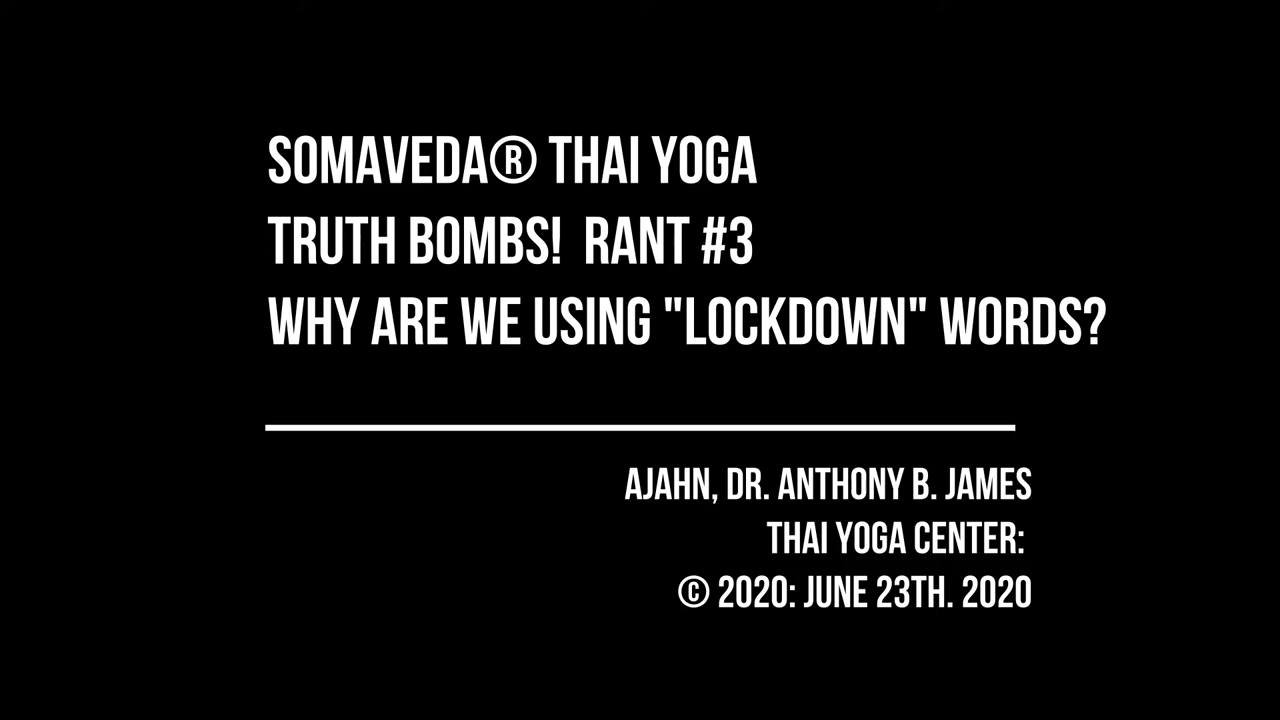 SOMAVEDA® THAI YOGA
TRUTH BOMBS! RANT #3
WHY ARE WE USING "LOCKDOWN" WORDS?
AJAHN, DR. ANTHONY B. JAMES
THAI YOGA CENTER:
© 2020: JUNE 23TH. 2020